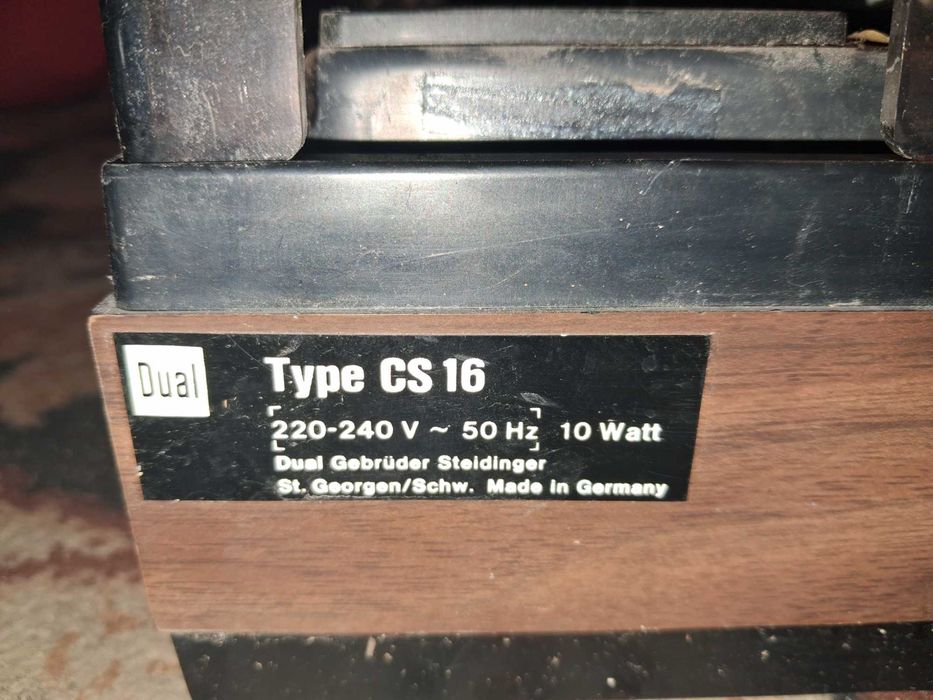 Dual
Type CS 16
220-240 V ~ 50 Hz 10 Watt
Dual Gebrüder Steidinger
St. Georgen/Schw. Made in Germany